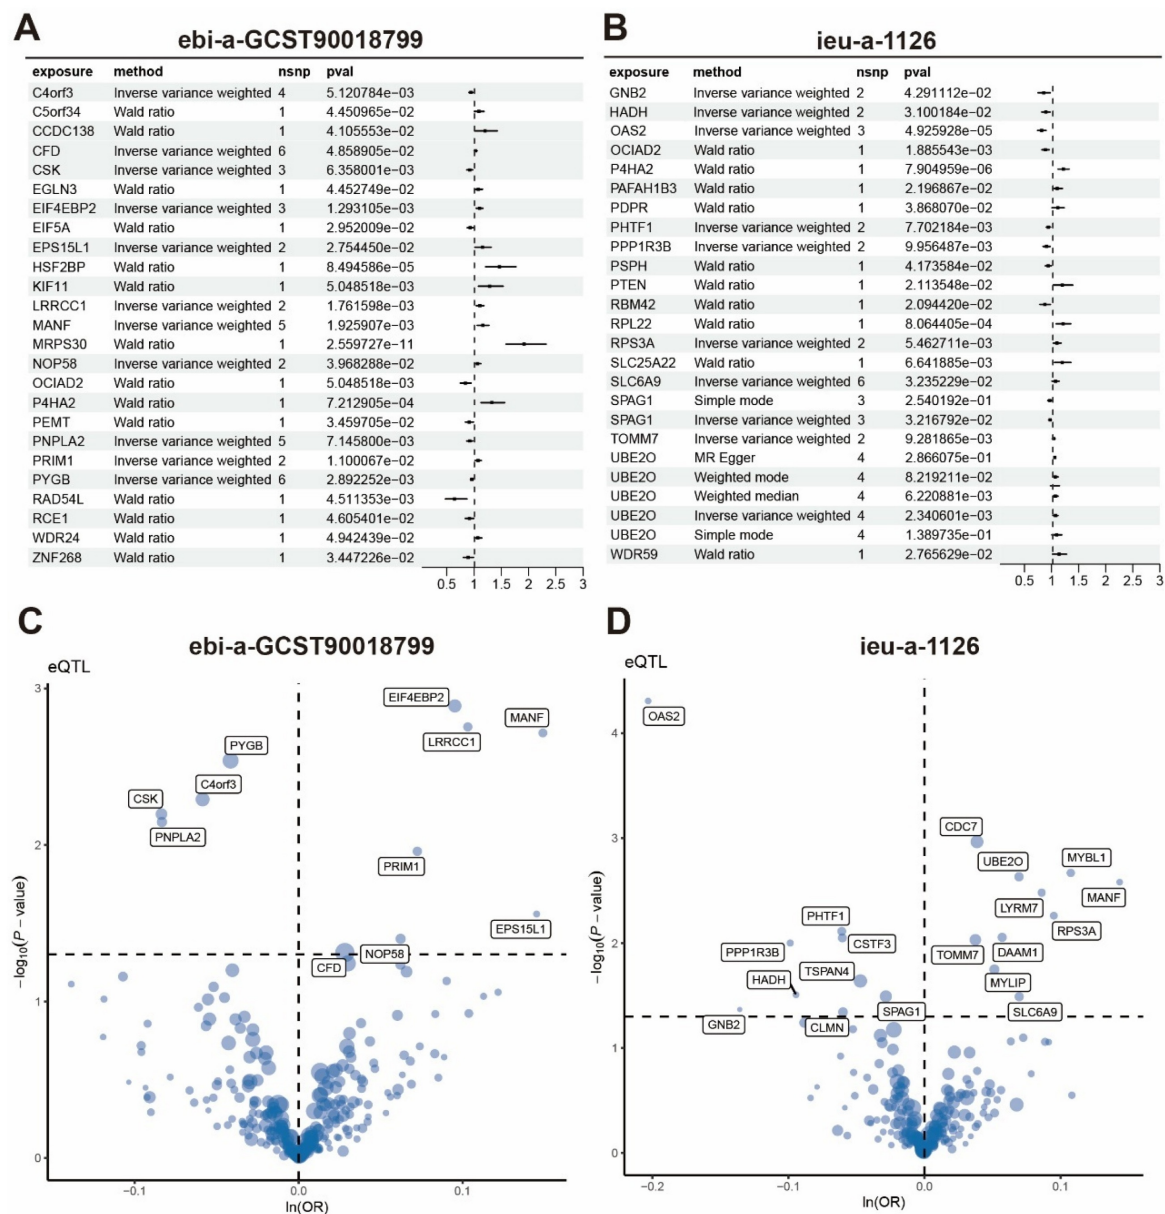 A
ebi-a-GCST90018799
exposure method nsnp pval
C4orf3 Inverse variance weighted 4 5.120784e−03
C5orf34 Wald ratio 1 4.450965e−02
CCDC138 Wald ratio 1 4.105553e−02
CFD Inverse variance weighted 6 4.858905e−02
CSK Inverse variance weighted 3 6.358001e−03
EGLN3 Wald ratio 1 4.452749e−02
EIF4EBP2 Inverse variance weighted 3 1.293105e−03
EIF5A Wald ratio 1 2.952009e−02
EPS15L1 Inverse variance weighted 2 2.754450e−02
HSF2BP Wald ratio 1 8.494586e−05
KIF11 Wald ratio 1 5.048518e−03
LRRCC1 Inverse variance weighted 2 1.761598e−03
MANF Inverse variance weighted 5 1.925907e−03
MRPS30 Wald ratio 1 2.559727e−11
NOP58 Inverse variance weighted 2 3.968288e−02
OCIAD2 Wald ratio 1 5.048518e−03
P4HA2 Wald ratio 1 7.212905e−04
PEMT Wald ratio 1 3.459705e−02
PNPLA2 Inverse variance weighted 5 7.145800e−03
PRIM1 Inverse variance weighted 2 1.100067e−02
PYGB Inverse variance weighted 6 2.892252e−03
RAD54L Wald ratio 1 4.511353e−03
RCE1 Wald ratio 1 4.605401e−02
WDR24 Wald ratio 1 4.942439e−02
ZNF268 Wald ratio 1 3.447226e−02
0.5 1 1.5 2 2.5 3
B
ieu-a-1126
exposure method nsnp pval
GNB2 Inverse variance weighted 2 4.291112e−02
HADH Inverse variance weighted 2 3.100184e−02
OAS2 Inverse variance weighted 3 4.925928e−05
OCIAD2 Wald ratio 1 1.885543e−03
P4HA2 Wald ratio 1 7.904959e−06
PAFAH1B3 Wald ratio 1 2.196867e−02
PDPR Wald ratio 1 3.868070e−02
PHTF1 Inverse variance weighted 2 7.702184e−03
PPP1R3B Inverse variance weighted 2 9.956487e−03
PSPH Wald ratio 1 4.173584e−02
PTEN Wald ratio 1 2.113548e−02
RBM42 Wald ratio 1 2.094420e−02
RPL22 Wald ratio 1 8.064405e−04
RPS3A Inverse variance weighted 2 5.462711e−03
SLC25A22 Wald ratio 1 6.641885e−03
SLC6A9 Inverse variance weighted 6 3.235229e−02
SPAG1 Simple mode 3 2.540192e−01
SPAG1 Inverse variance weighted 3 3.216792e−02
TOMM7 Inverse variance weighted 2 9.281865e−03
UBE2O MR Egger 4 2.866075e−01
UBE2O Weighted mode 4 8.219211e−02
UBE2O Weighted median 4 6.220881e−03
UBE2O Inverse variance weighted 4 2.340601e−03
UBE2O Simple mode 4 1.389735e−01
WDR59 Wald ratio 1 2.765629e−02
0.5 1 1.5 2 2.5 3
C
ebi-a-GCST90018799
eQTL
3
EIF4EBP2
MANF
LRRCC1
PYGB
C4orf3
CSK
PNPLA2
2
PRIM1
EPS15L1
NOP58
CFD
1
0
−log10(P − value)
−0.1 0.0 0.1
ln(OR)
D
ieu-a-1126
eQTL
OAS2
4
3
CDC7
UBE2O
MYBL1
MANF
LYRM7
PHTF1
RPS3A
CSTF3
2
PPP1R3B
TOMM7
DAAM1
TSPAN4
HADH
MYLIP
SPAG1
SLC6A9
GNB2
CLMN
1
0
−log10(P − value)
−0.2 −0.1 0.0 0.1
ln(OR)